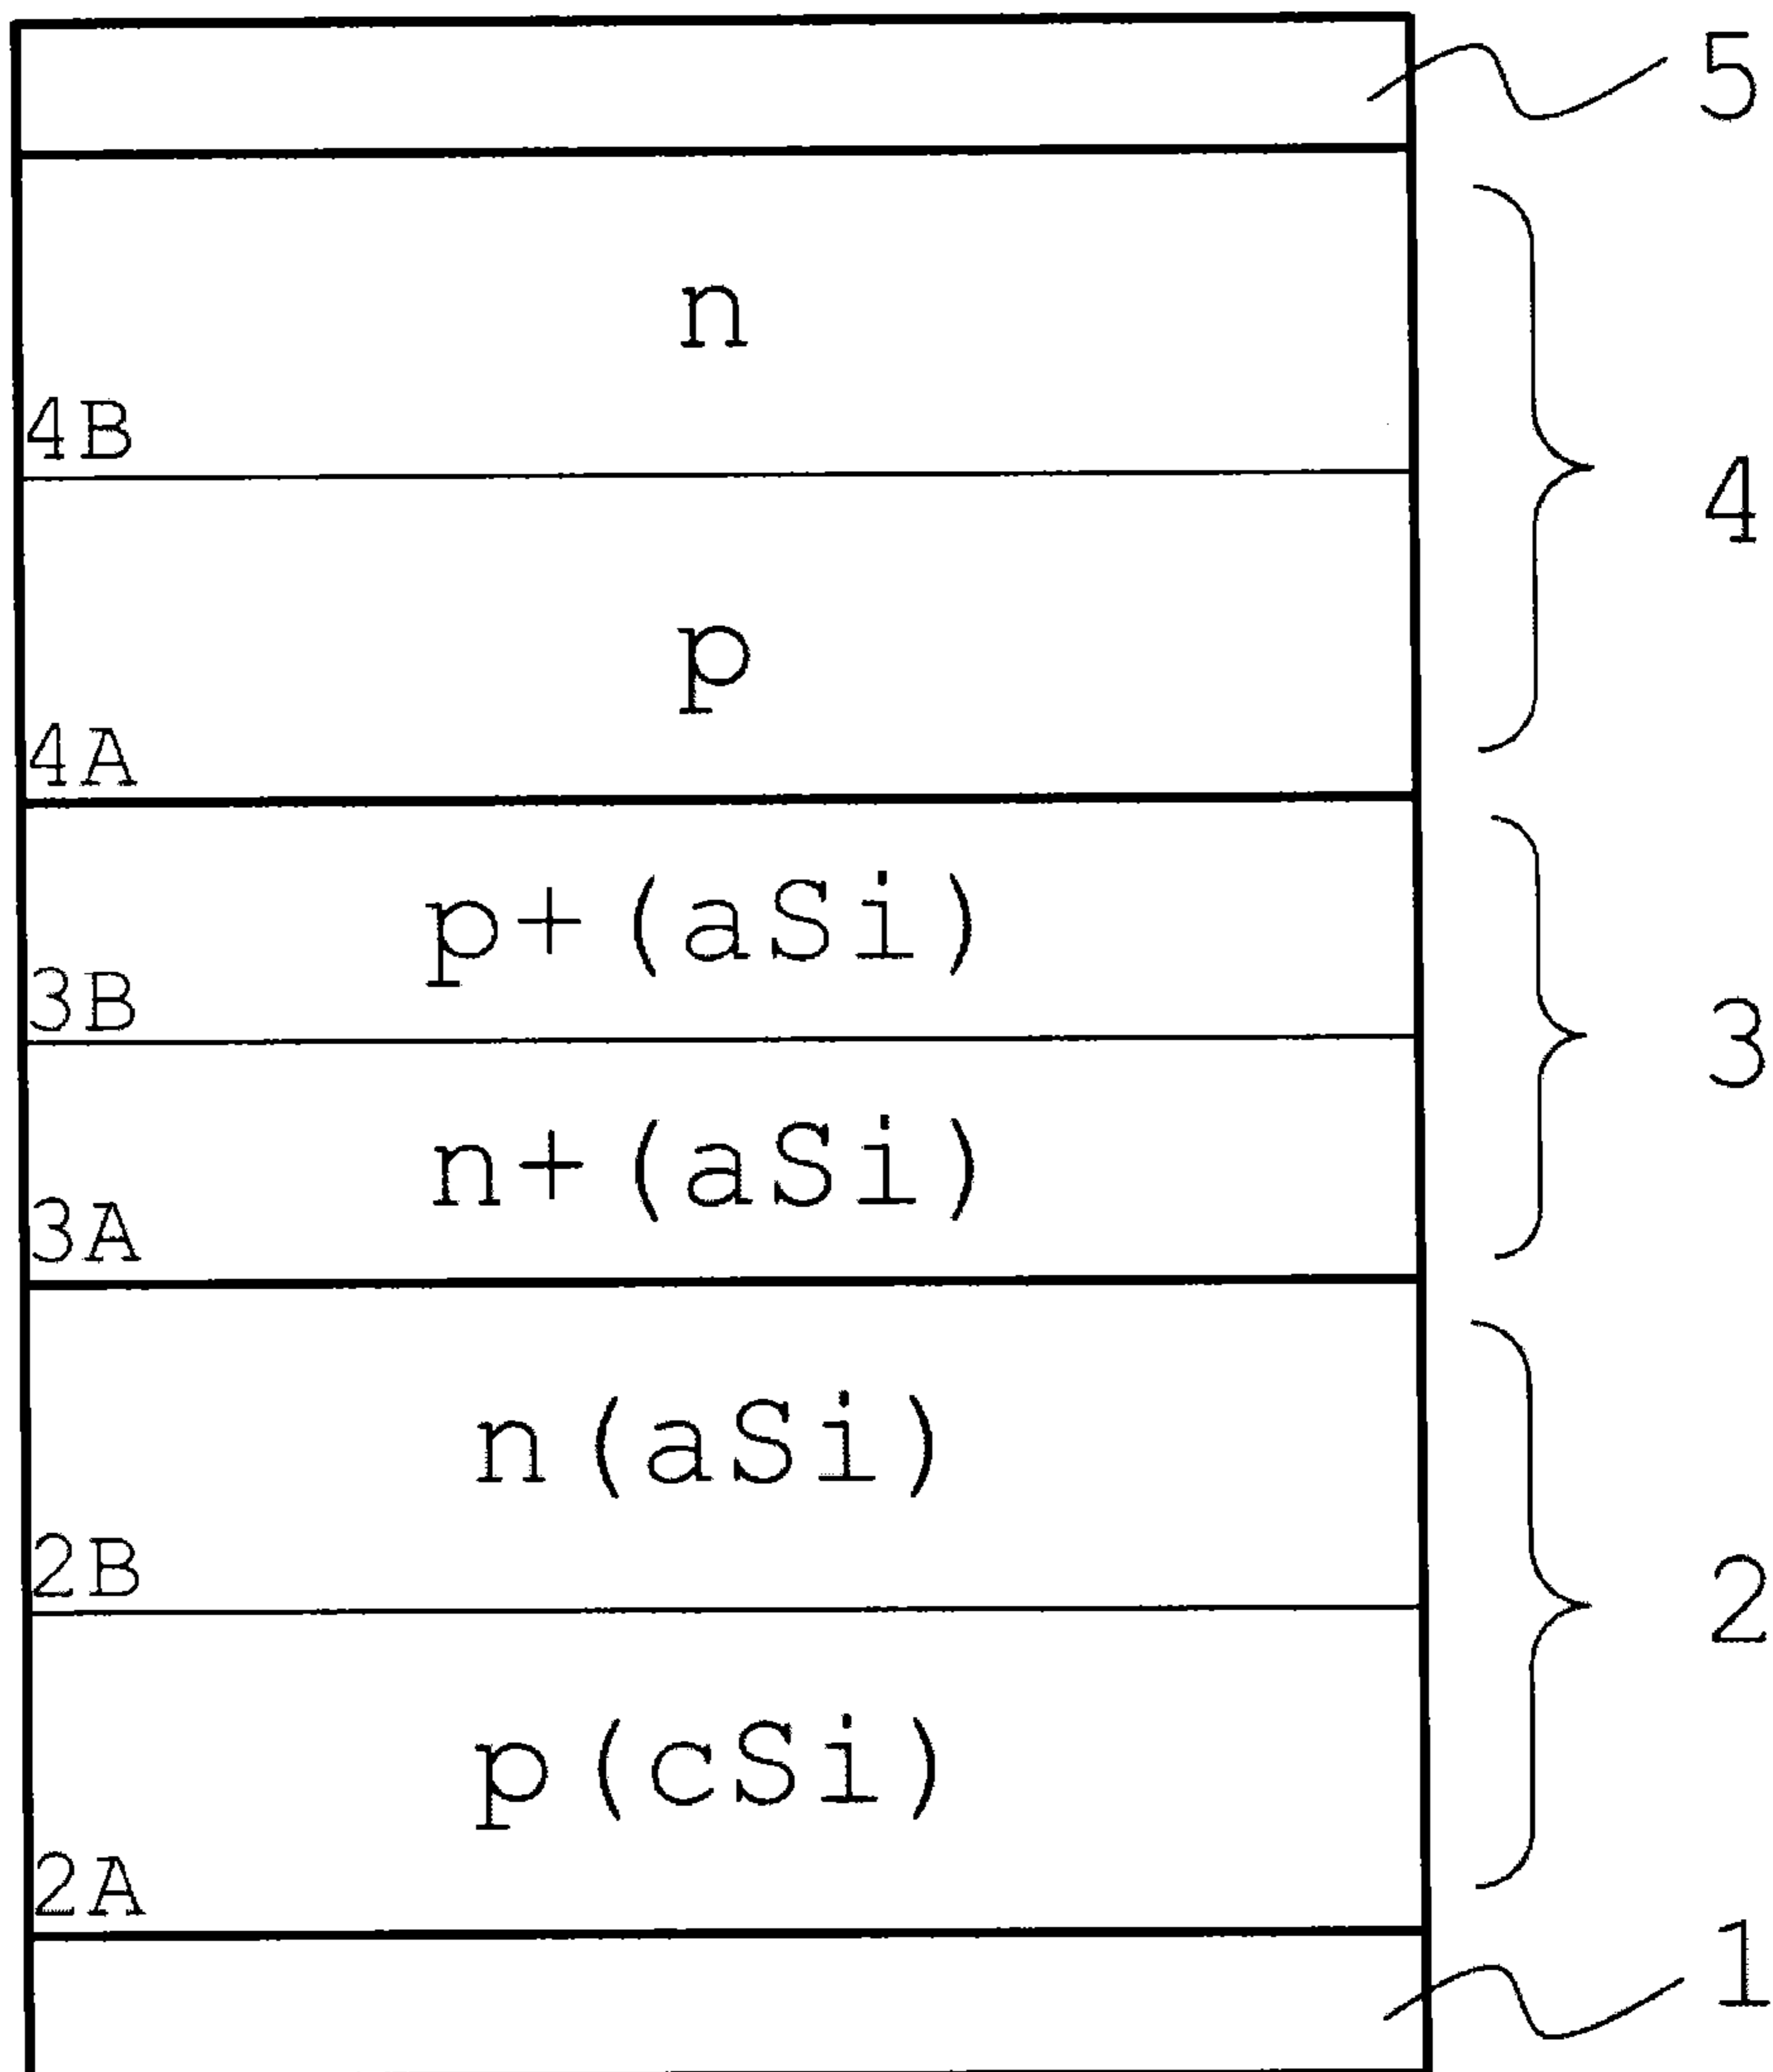 5
n
4B
4
p
4A
p+(aSi)
3B
3
n+(aSi)
3A
n(aSi)
2B
2
p(cSi)
2A
1